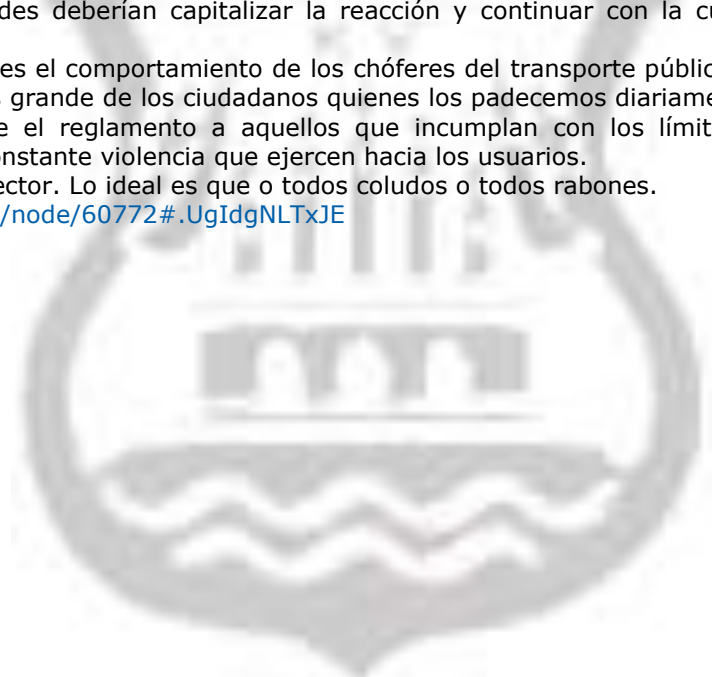 des deberían capitalizar la reacción y continuar con la cu
es el comportamiento de los chóferes del transporte públic
s grande de los ciudadanos quienes los padecemos diariame
e el reglamento a aquellos que incumplan con los límit
onstante violencia que ejercen hacia los usuarios.
ector. Lo ideal es que o todos coludos o todos rabones.
/node/60772#.UgIdgNLTxJE